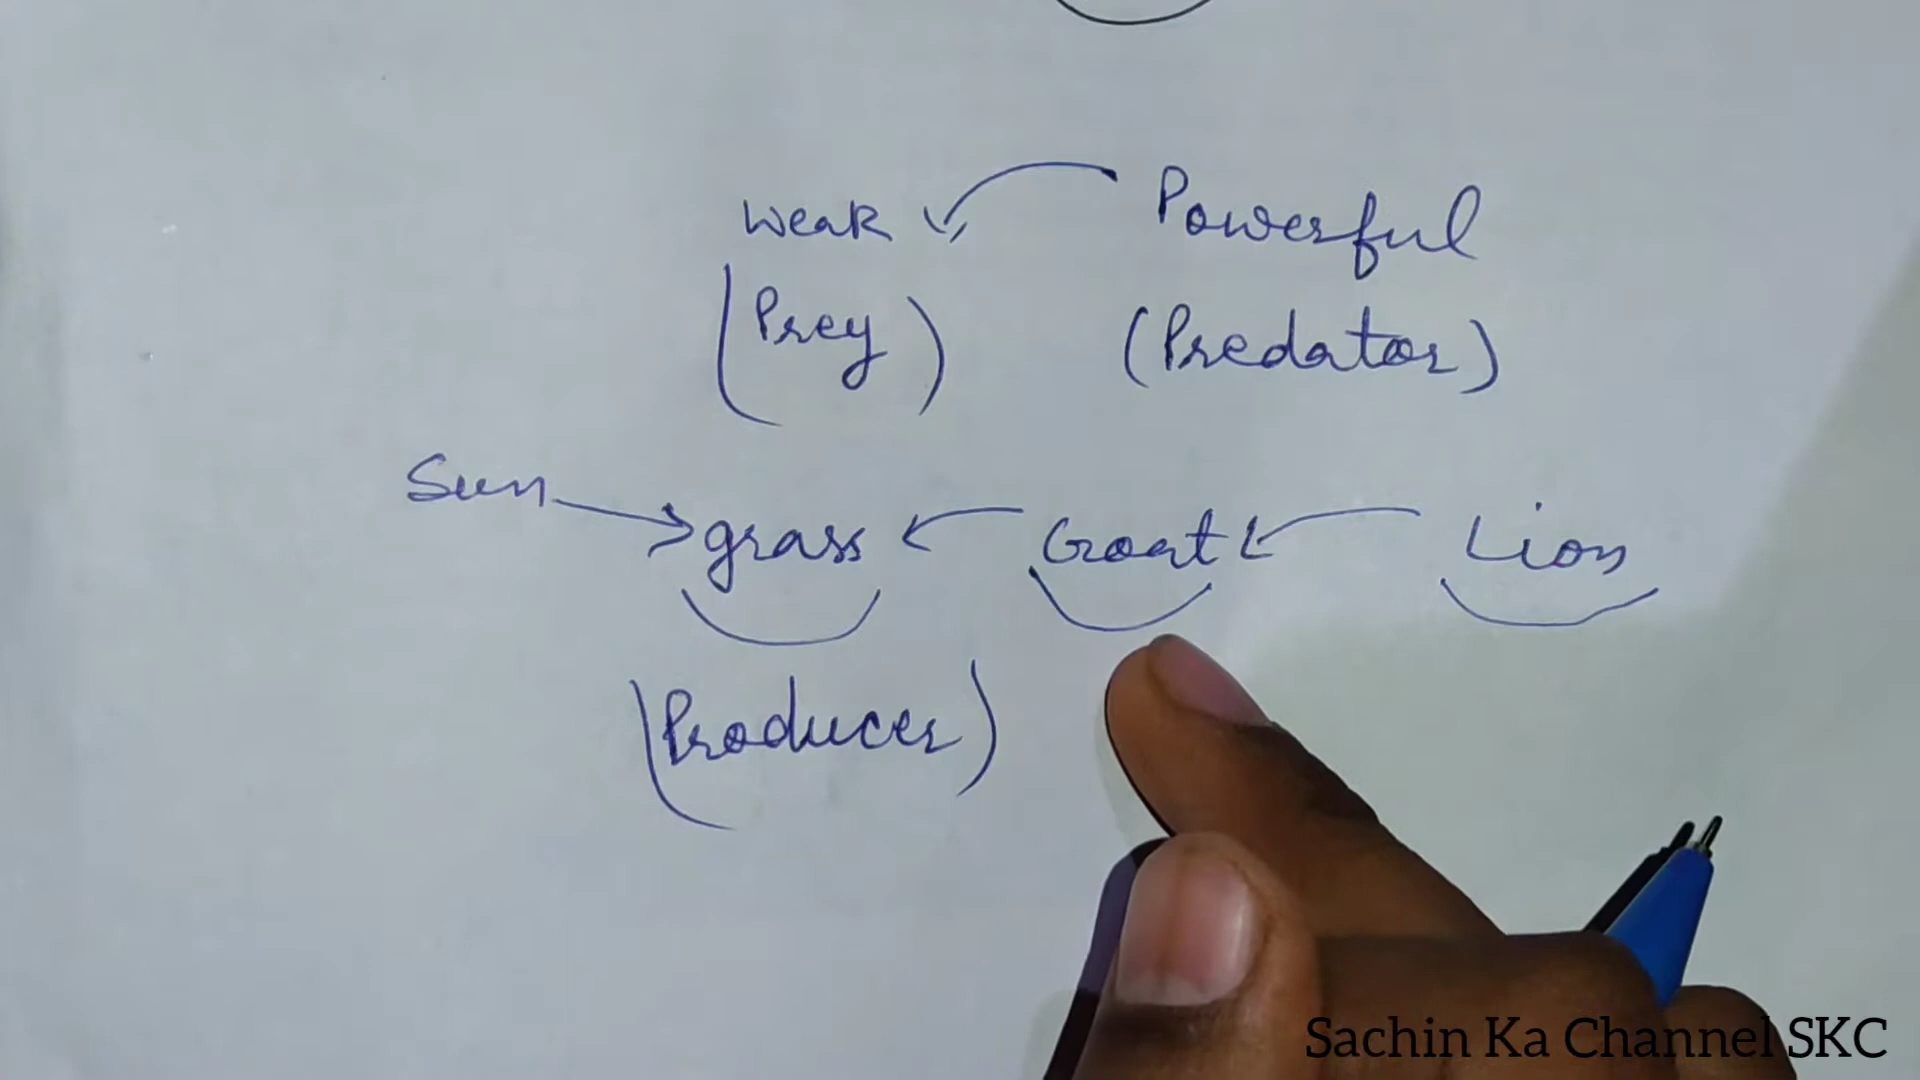 Weak Powerful
(Prey) (Predator)
Sun
grass Goat Lion
(Producer)
Sachin Ka Channel SKC